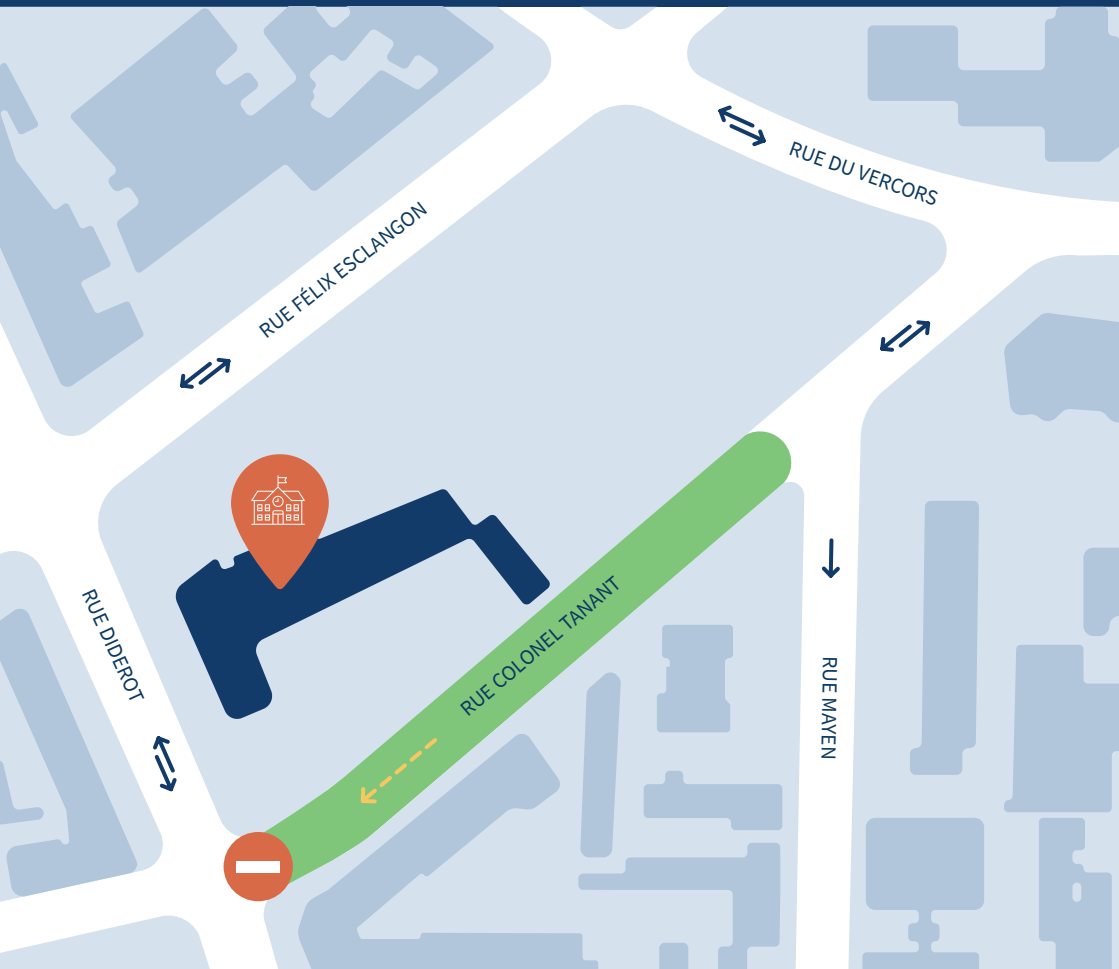 RUE DU VERCORS
RUE FÉLIX ESCLANGON
RUE DIDEROT
RUE COLONEL TANANT
RUE MAYEN